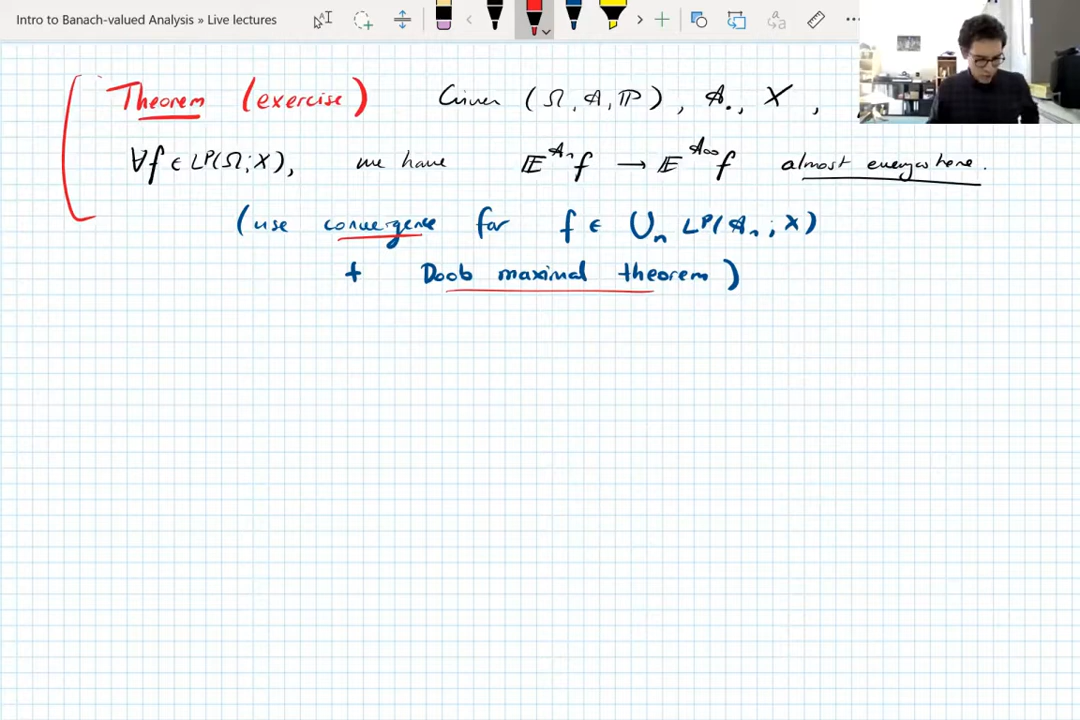 Intro to Banach-valued Analysis » Live lectures
Theorem (exercise) Given (Ω, 𝒜, ℙ), 𝒜•, X,
∀f ∈ Lᵖ(Ω; X), we have 𝔼^{𝒜ₙ} f → 𝔼^{𝒜∞} f almost everywhere.
(use convergence for f ∈ ⋃ₙ Lᵖ(𝒜ₙ; X)
+ Doob maximal theorem)